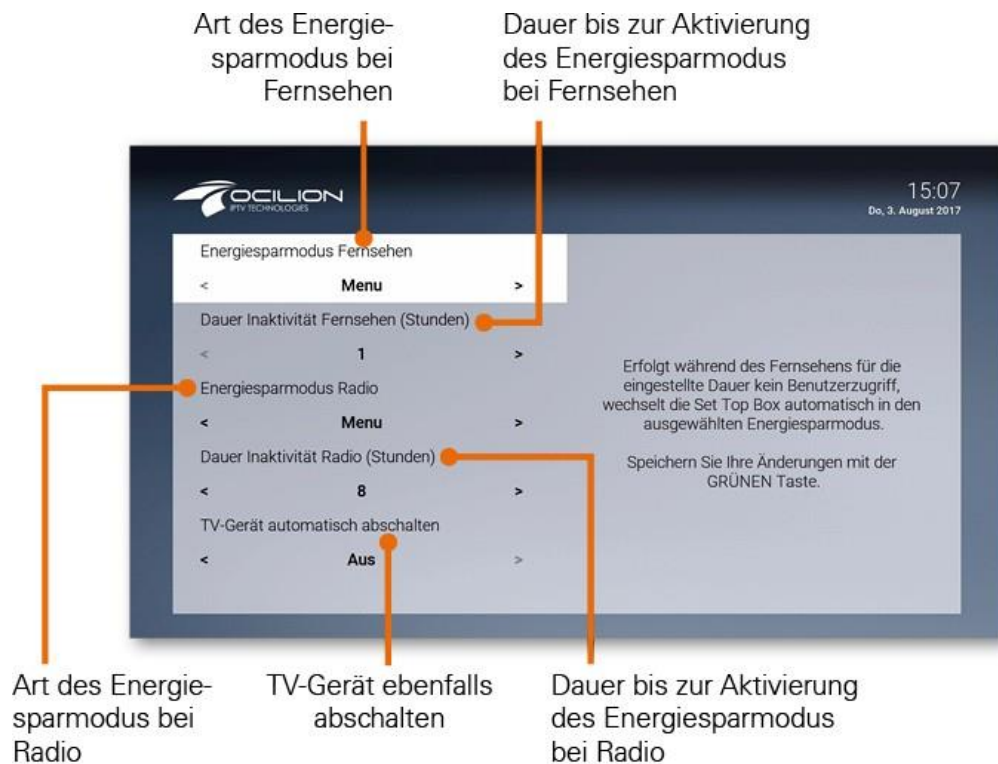 Art des Energie-
sparmodus bei
Fernsehen
Dauer bis zur Aktivierung
des Energiesparmodus
bei Fernsehen
OCILION
IPTV TECHNOLOGIES
15:07
Do, 3. August 2017
Energiesparmodus Fernsehen
< Menu >
Dauer Inaktivität Fernsehen (Stunden)
< 1 >
Energiesparmodus Radio
< Menu >
Dauer Inaktivität Radio (Stunden)
< 8 >
TV-Gerät automatisch abschalten
< Aus >
Erfolgt während des Fernsehens für die
eingestellte Dauer kein Benutzerzugriff,
wechselt die Set Top Box automatisch in den
ausgewählten Energiesparmodus.
Speichern Sie Ihre Änderungen mit der
GRÜNEN Taste.
Art des Energie-
sparmodus bei
Radio
TV-Gerät ebenfalls
abschalten
Dauer bis zur Aktivierung
des Energiesparmodus
bei Radio